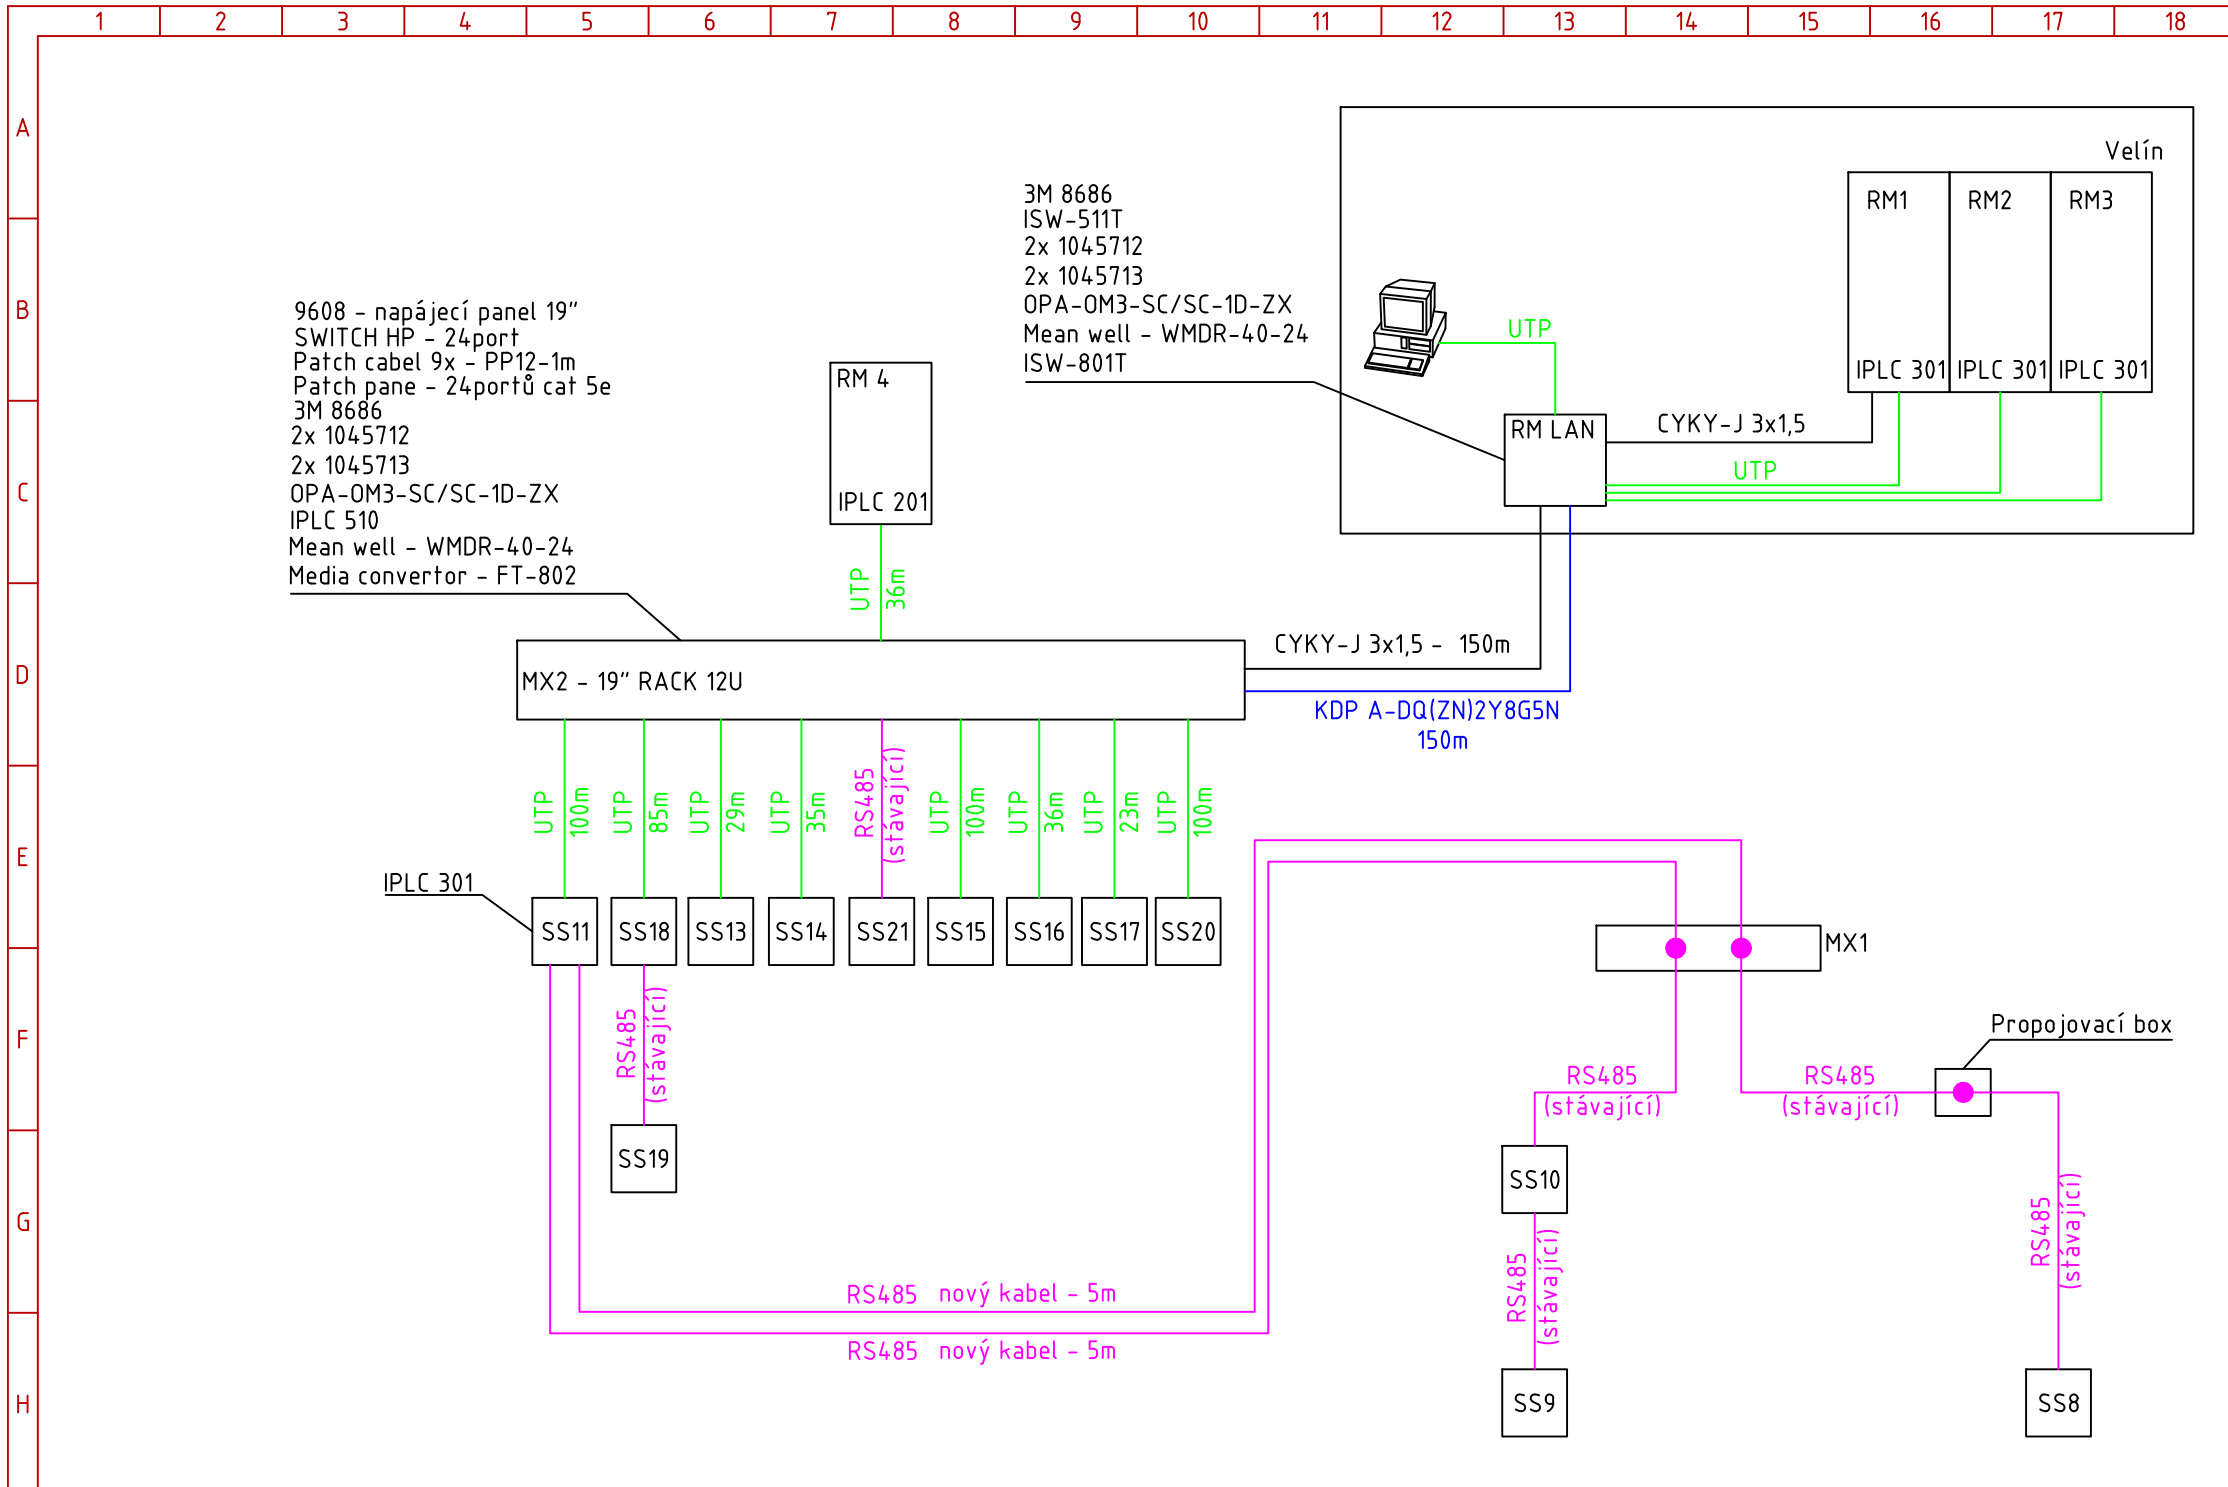 1 2 3 4 5 6 7 8 9 10 11 12 13 14 15 16 17 18
A
B
C
D
E
F
G
H
Velín
RM1
RM2
RM3
IPLC 301
IPLC 301
IPLC 301
3M 8686
ISW-511T
2x 1045712
2x 1045713
OPA-OM3-SC/SC-1D-ZX
Mean well - WMDR-40-24
ISW-801T
UTP
RM LAN
CYKY-J 3x1,5
UTP
9608 - napájecí panel 19"
SWITCH HP - 24port
Patch cabel 9x - PP12-1m
Patch pane - 24portů cat 5e
3M 8686
2x 1045712
2x 1045713
OPA-OM3-SC/SC-1D-ZX
IPLC 510
Mean well - WMDR-40-24
Media convertor - FT-802
RM 4
IPLC 201
UTP
36m
MX2 - 19" RACK 12U
CYKY-J 3x1,5 - 150m
KDP A-DQ(ZN)2Y8G5N
150m
UTP
100m
UTP
85m
UTP
29m
UTP
35m
RS485
(stávající)
UTP
100m
UTP
36m
UTP
23m
UTP
100m
IPLC 301
SS11
SS18
SS13
SS14
SS21
SS15
SS16
SS17
SS20
MX1
RS485
(stávající)
SS19
Propojovací box
RS485
(stávající)
RS485
(stávající)
SS10
RS485
(stávající)
RS485
(stávající)
RS485 nový kabel - 5m
RS485 nový kabel - 5m
SS9
SS8